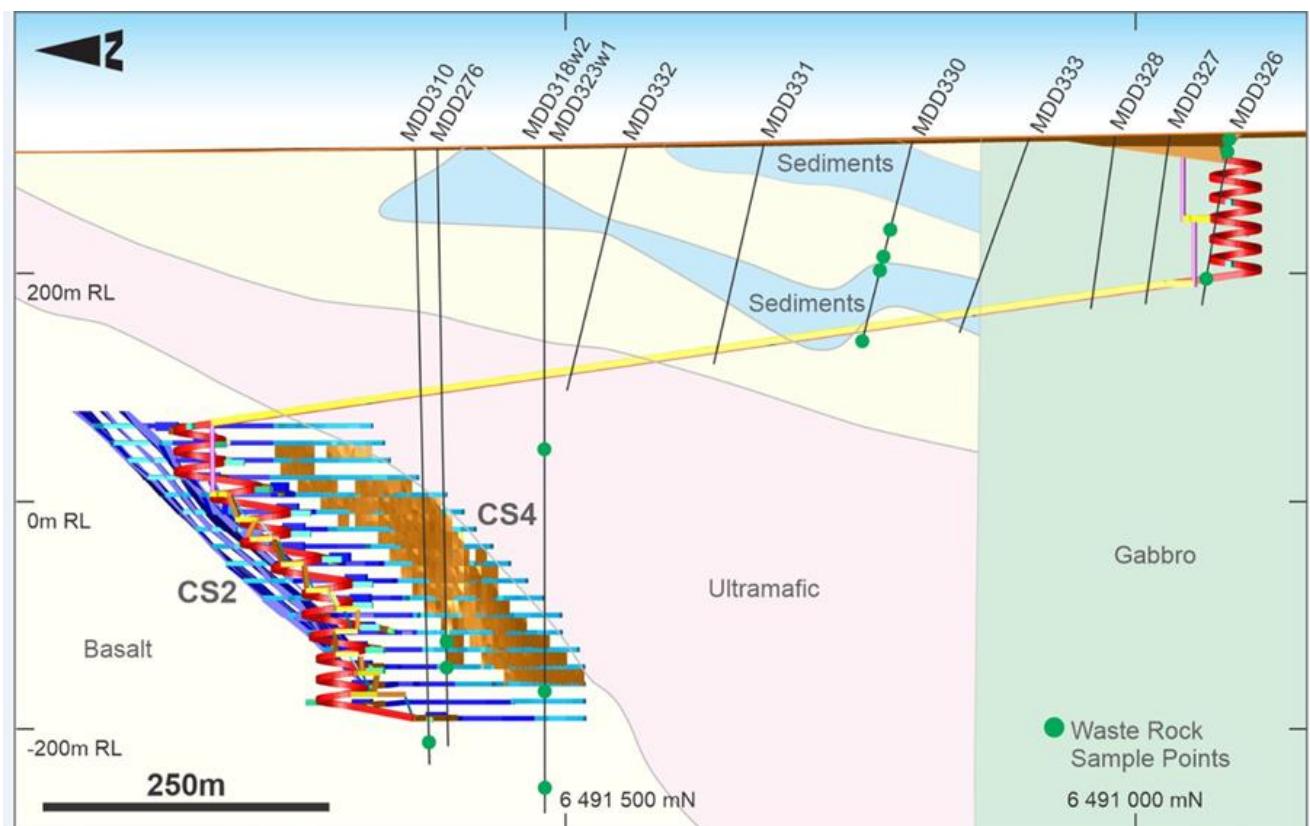 N
MDD310
MDD276
MDD318w2
MDD323w1
MDD332
MDD331
MDD330
MDD333
MDD328
MDD327
MDD326
Sediments
200m RL
Sediments
0m RL
CS4
CS2
Ultramafic
Gabbro
Basalt
-200m RL
Waste Rock
Sample Points
250m
6 491 500 mN
6 491 000 mN